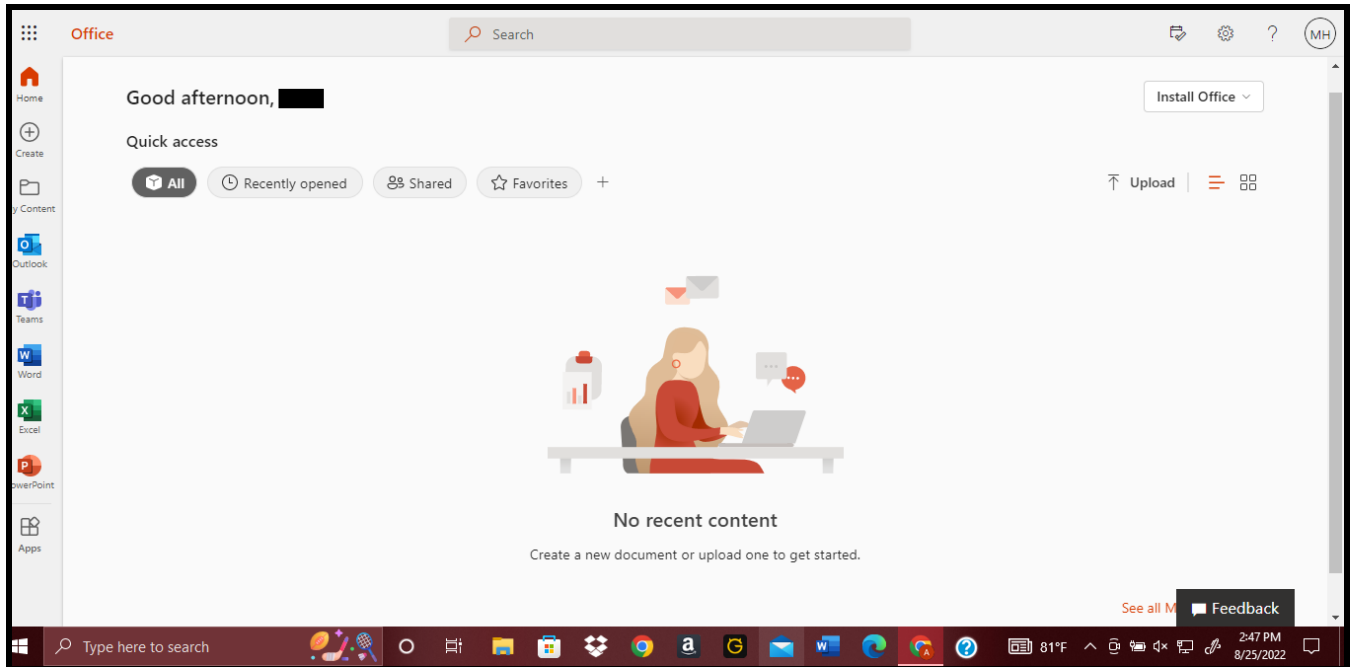 Office
Search
MH
Home
Good afternoon,
Install Office
Create
Quick access
All
Recently opened
Shared
Favorites
Upload
y Content
Outlook
Teams
Word
Excel
owerPoint
Apps
No recent content
Create a new document or upload one to get started.
See all M
Feedback
Type here to search
81°F
2:47 PM
8/25/2022